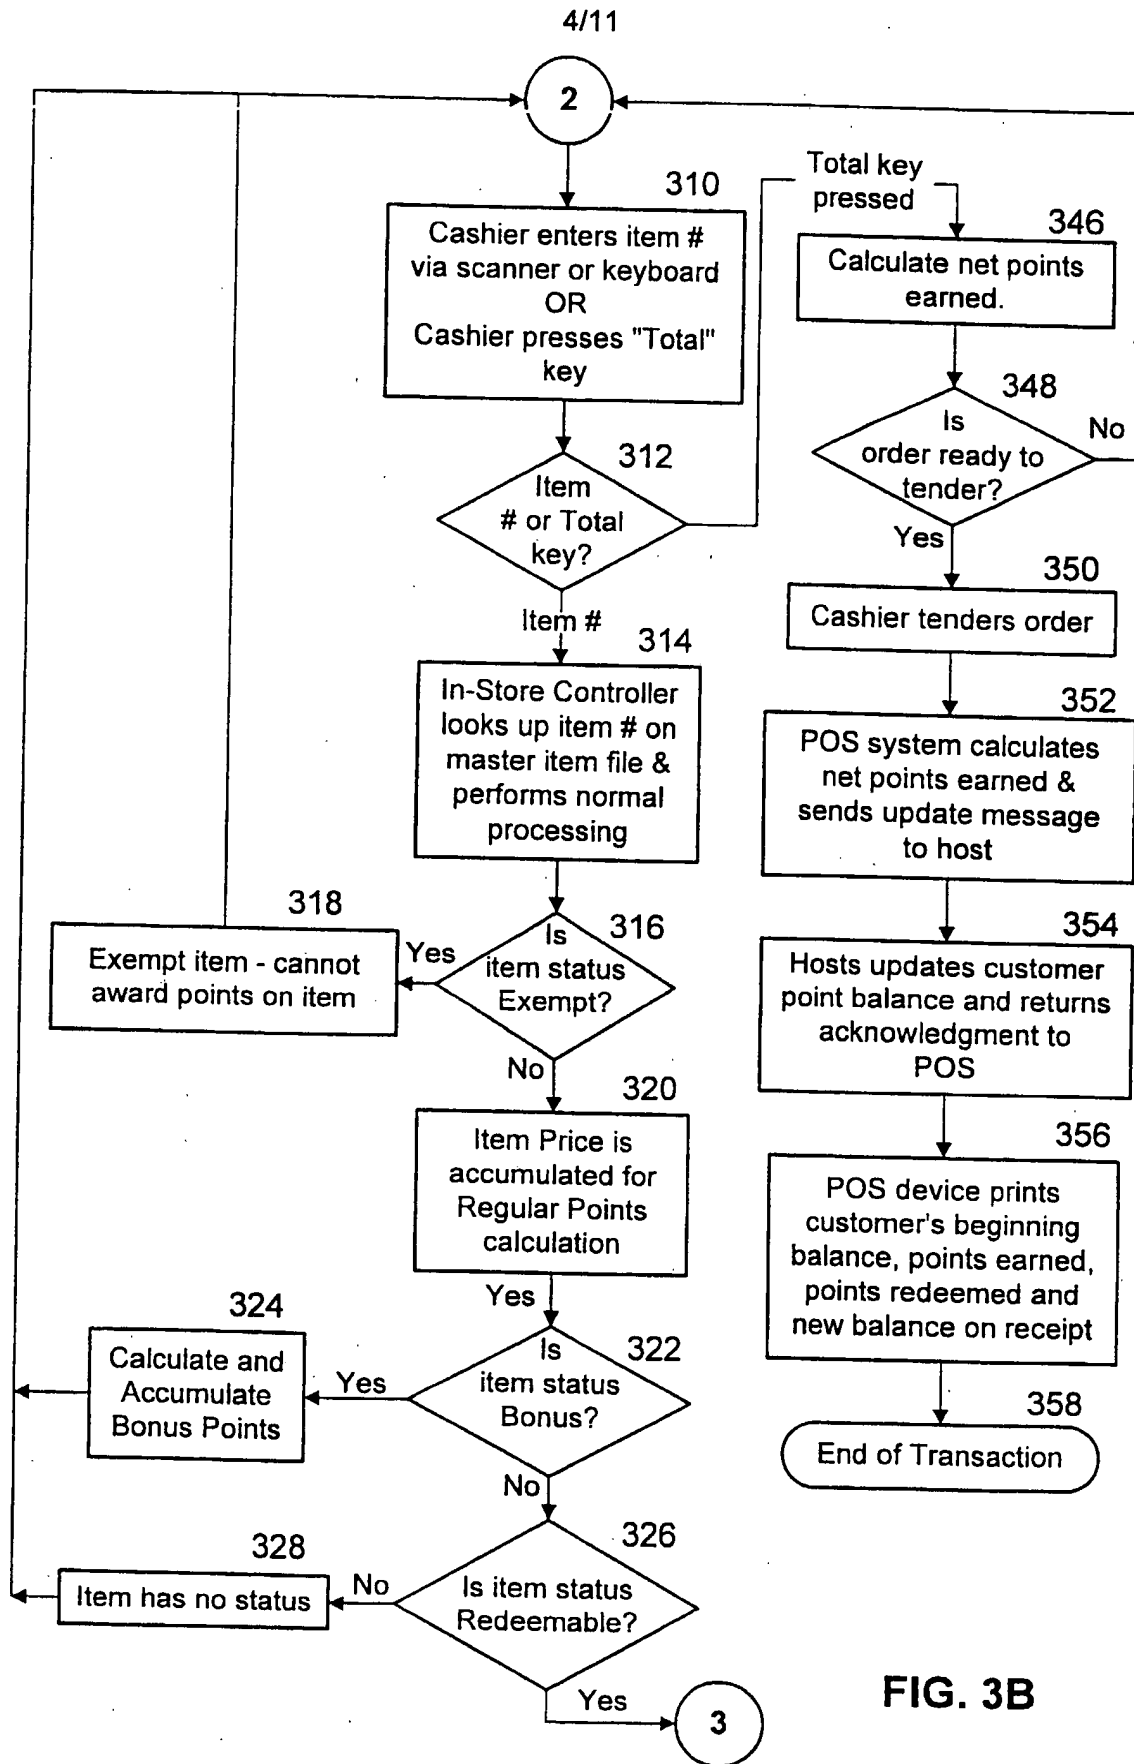 4/11
2
310
Cashier enters item #
via scanner or keyboard
OR
Cashier presses "Total"
key
312
Item
# or Total
key?
Item #
314
In-Store Controller
looks up item # on
master item file &
performs normal
processing
316
Is
item status
Exempt?
Yes
318
Exempt item - cannot
award points on item
No
320
Item Price is
accumulated for
Regular Points
calculation
Yes
322
Is
item status
Bonus?
Yes
324
Calculate and
Accumulate
Bonus Points
No
326
Is item status
Redeemable?
No
328
Item has no status
Yes
3
Total key
pressed
346
Calculate net points
earned.
348
Is
order ready to
tender?
No
Yes
350
Cashier tenders order
352
POS system calculates
net points earned &
sends update message
to host
354
Hosts updates customer
point balance and returns
acknowledgment to
POS
356
POS device prints
customer's beginning
balance, points earned,
points redeemed and
new balance on receipt
358
End of Transaction
FIG. 3B